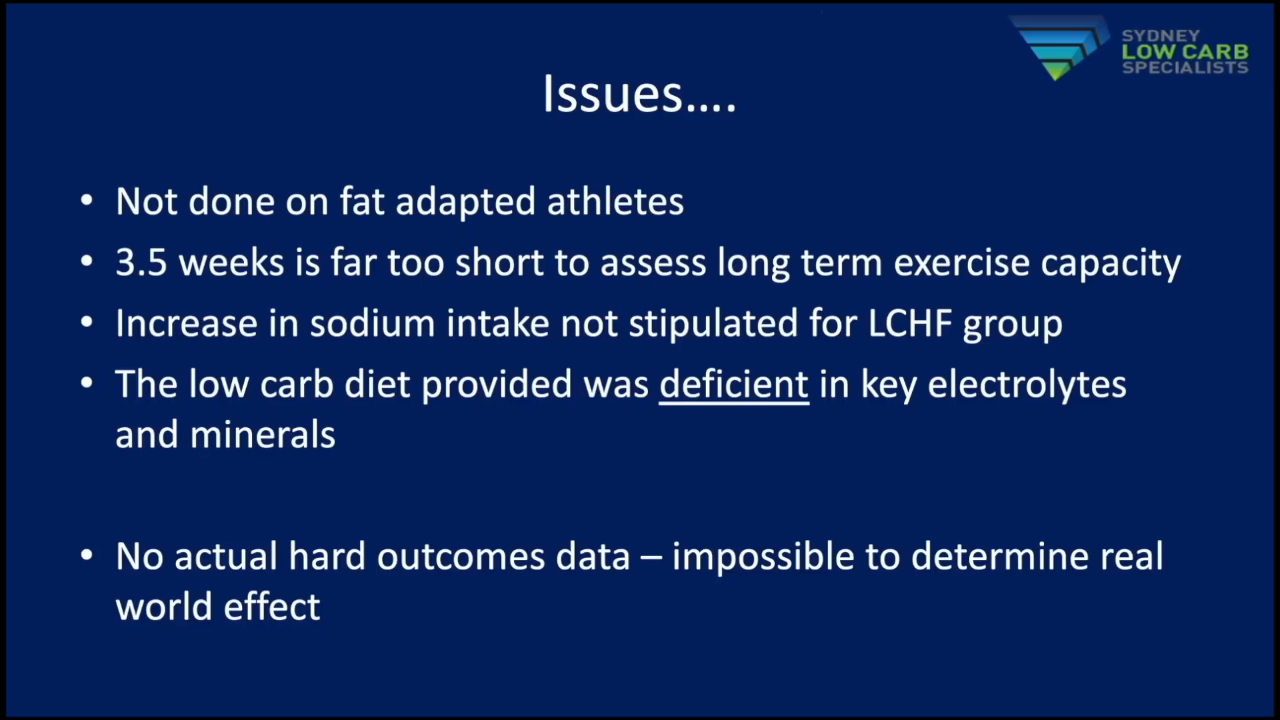 SYDNEY
LOW CARB
SPECIALISTS
Issues….
• Not done on fat adapted athletes
• 3.5 weeks is far too short to assess long term exercise capacity
• Increase in sodium intake not stipulated for LCHF group
• The low carb diet provided was deficient in key electrolytes
and minerals
• No actual hard outcomes data – impossible to determine real
world effect